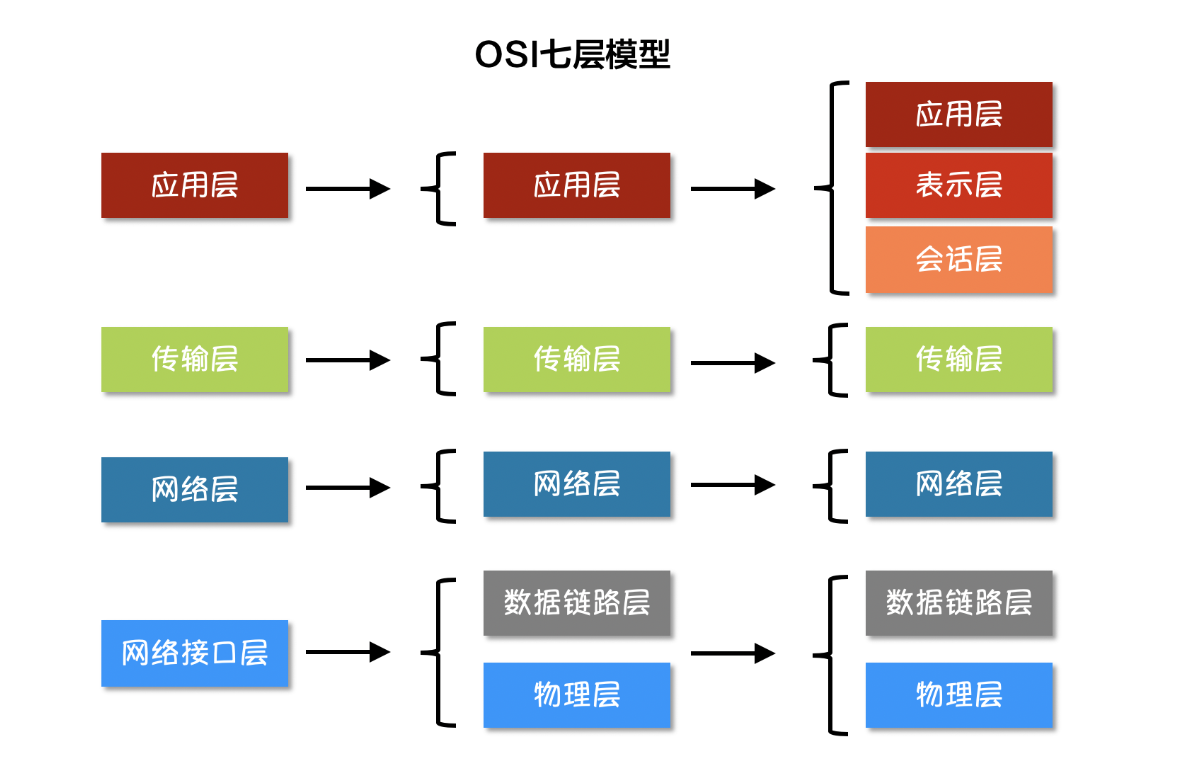 OSI七层模型
应用层
应用层
应用层
表示层
会话层
传输层
传输层
传输层
网络层
网络层
网络层
网络接口层
数据链路层
物理层
数据链路层
物理层